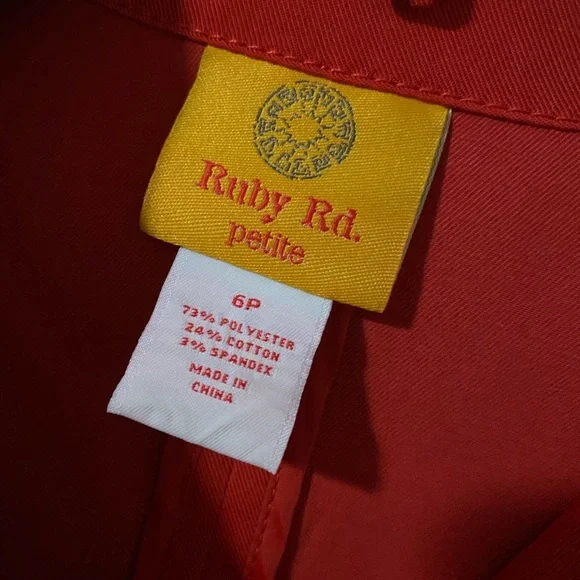 Ruby Rd.
petite
6P
73% POLYESTER
24% COTTON
3% SPANDEX
MADE IN
CHINA